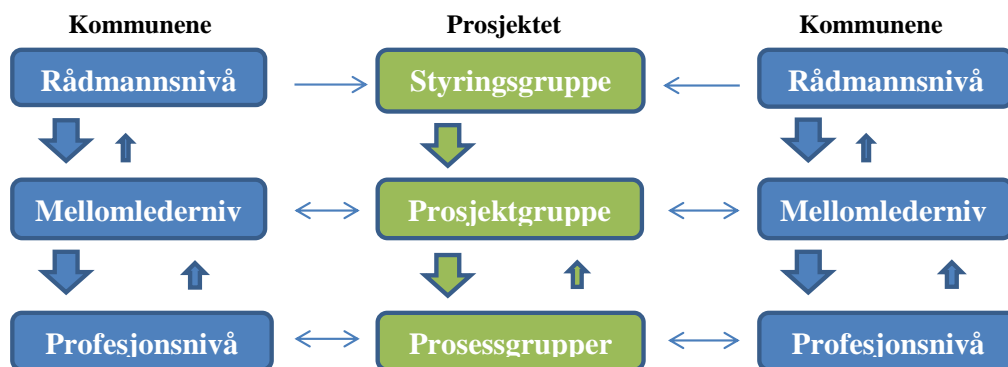 Kommunene Prosjektet Kommunene
Rådmannsnivå Styringsgruppe Rådmannsnivå
Mellomlederniv Prosjektgruppe Mellomlederniv
Profesjonsnivå Prosessgrupper Profesjonsnivå